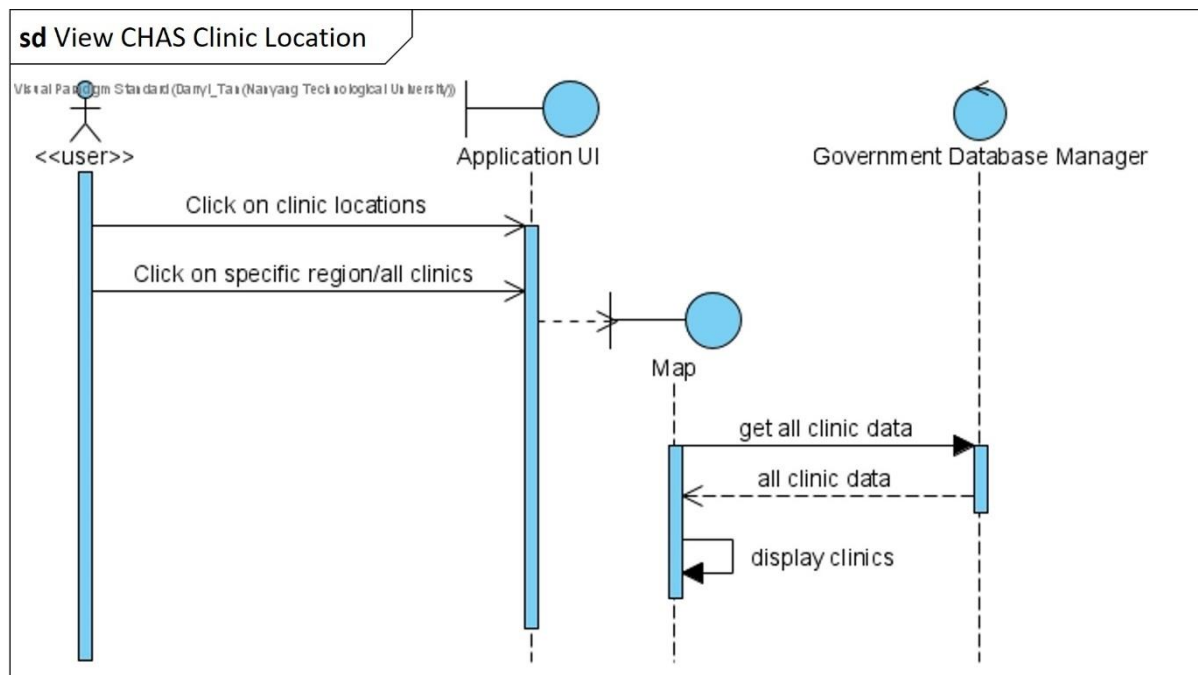 sd View CHAS Clinic Location
Visual Paradigm Standard(Darryl_Tan(Nanyang Technological University))
<<user>>
Application UI
Government Database Manager
Click on clinic locations
Click on specific region/all clinics
Map
get all clinic data
all clinic data
display clinics